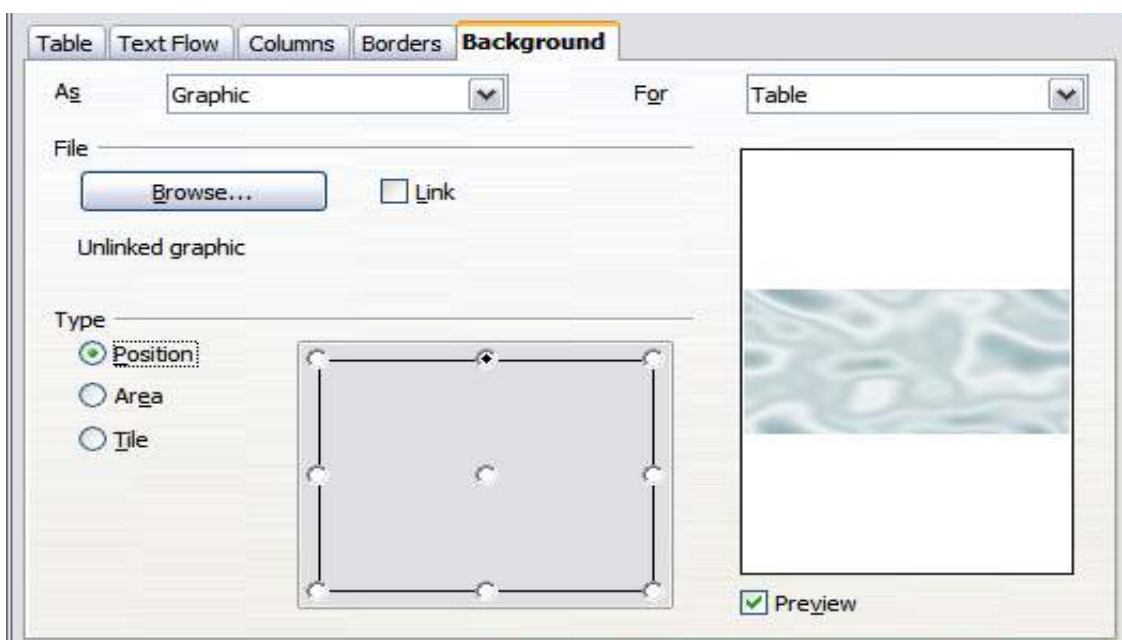 Table Text Flow Columns Borders Background
As Graphic For Table
File
Browse... Link
Unlinked graphic
Type
Position
Area
Tile
Preview